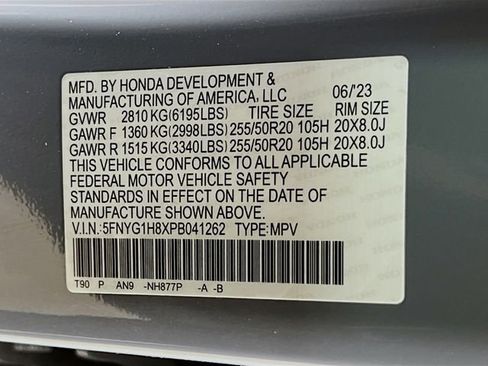 MFD. BY HONDA DEVELOPMENT &
MANUFACTURING OF AMERICA, LLC 06/'23
GVWR 2810 KG(6195LBS) TIRE SIZE RIM SIZE
GAWR F 1360 KG(2998LBS) 255/50R20 105H 20X8.0J
GAWR R 1515 KG(3340LBS) 255/50R20 105H 20X8.0J
THIS VEHICLE CONFORMS TO ALL APPLICABLE
FEDERAL MOTOR VEHICLE SAFETY
STANDARDS IN EFFECT ON THE DATE OF
MANUFACTURE SHOWN ABOVE.
V.I.N.:5FNYG1H8XPB041262 TYPE:MPV
T90 P AN9 -NH877P -A -B